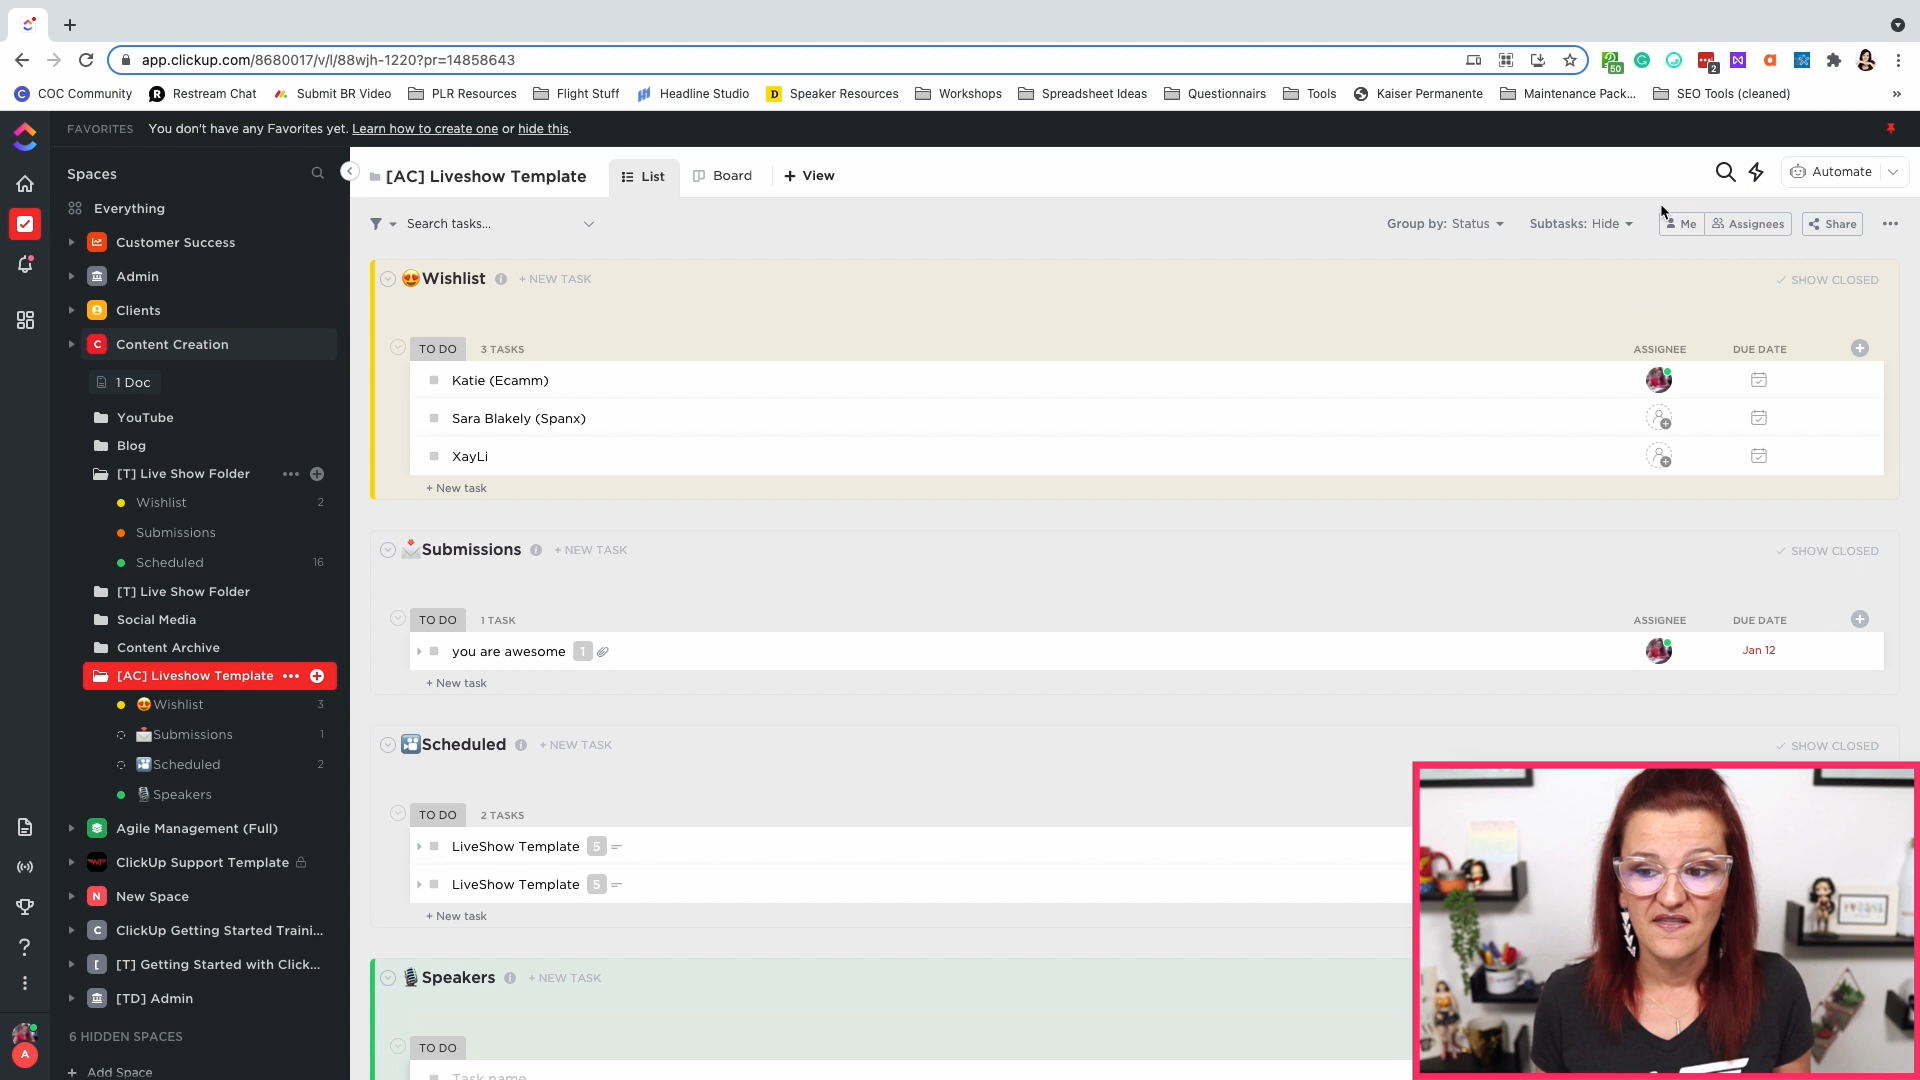 app.clickup.com/8680017/v/l/88wjh-1220?pr=14858643
50
2
COC Community
Restream Chat
Submit BR Video
PLR Resources
Flight Stuff
Headline Studio
D Speaker Resources
Workshops
Spreadsheet Ideas
Questionnairs
Tools
Kaiser Permanente
Maintenance Pack...
SEO Tools (cleaned)
»
FAVORITES You don't have any Favorites yet. Learn how to create one or hide this.
Spaces
Everything
Customer Success
Admin
Clients
C Content Creation
1 Doc
YouTube
Blog
[T] Live Show Folder
Wishlist 2
Submissions
Scheduled 16
[T] Live Show Folder
Social Media
Content Archive
[AC] Liveshow Template
😍Wishlist 3
📩Submissions 1
🎦Scheduled 2
🎙Speakers
Agile Management (Full)
ClickUp Support Template
N New Space
C ClickUp Getting Started Traini...
[ [T] Getting Started with Click...
[TD] Admin
6 HIDDEN SPACES
+ Add Space
A
[AC] Liveshow Template
List
Board
+ View
Automate
Search tasks...
Group by: Status
Subtasks: Hide
Me
Assignees
Share
😍Wishlist + NEW TASK
SHOW CLOSED
TO DO 3 TASKS ASSIGNEE DUE DATE
Katie (Ecamm)
Sara Blakely (Spanx)
XayLi
+ New task
📩Submissions + NEW TASK
SHOW CLOSED
TO DO 1 TASK ASSIGNEE DUE DATE
you are awesome 1 Jan 12
+ New task
🎦Scheduled + NEW TASK
SHOW CLOSED
TO DO 2 TASKS
LiveShow Template 5
LiveShow Template 5
+ New task
🎙Speakers + NEW TASK
TO DO
Task name